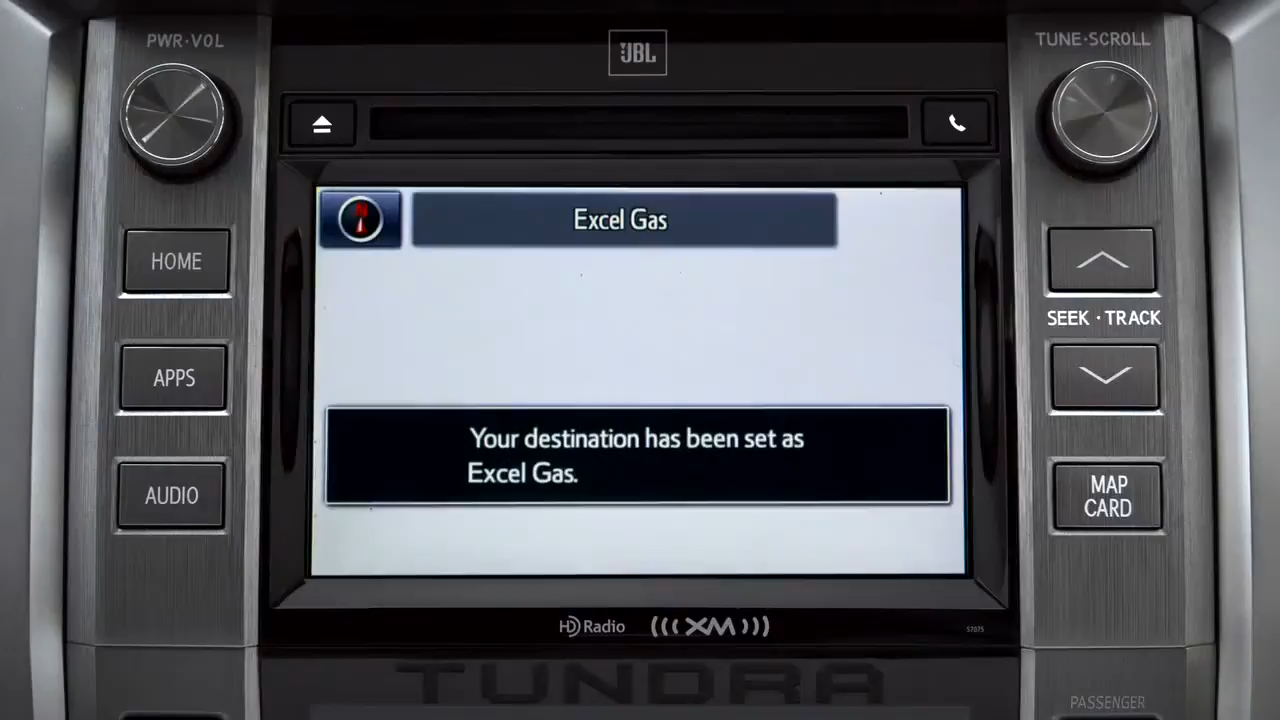 PWR·VOL
JBL
TUNE·SCROLL
N
Excel Gas
HOME
SEEK · TRACK
APPS
Your destination has been set as
Excel Gas.
AUDIO
MAP
CARD
HD Radio
XM
57075
TUNDRA
PASSENGER